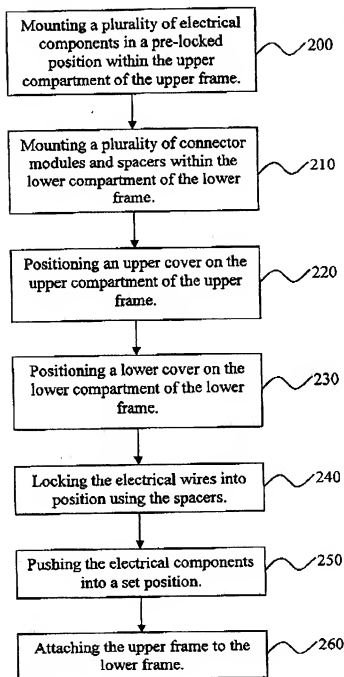 Mounting a plurality of electrical
components in a pre-locked
position within the upper
compartment of the upper frame.
200
Mounting a plurality of connector
modules and spacers within the
lower compartment of the lower
frame.
210
Positioning an upper cover on the
upper compartment of the upper
frame.
220
Positioning a lower cover on the
lower compartment of the lower
frame.
230
Locking the electrical wires into
position using the spacers.
240
Pushing the electrical components
into a set position.
250
Attaching the upper frame to the
lower frame.
260